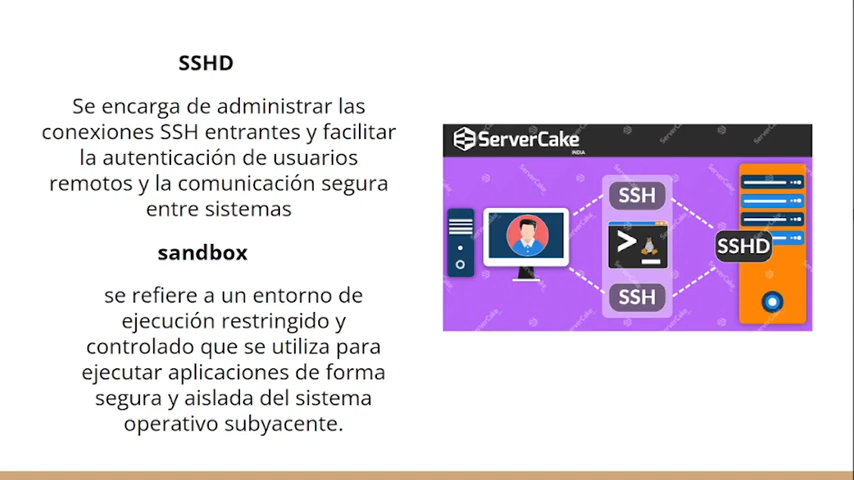 SSHD
Se encarga de administrar las
conexiones SSH entrantes y facilitar
la autenticación de usuarios
remotos y la comunicación segura
entre sistemas
sandbox
se refiere a un entorno de
ejecución restringido y
controlado que se utiliza para
ejecutar aplicaciones de forma
segura y aislada del sistema
operativo subyacente.
ServerCake
INDIA
SSH
SSHD
SSH